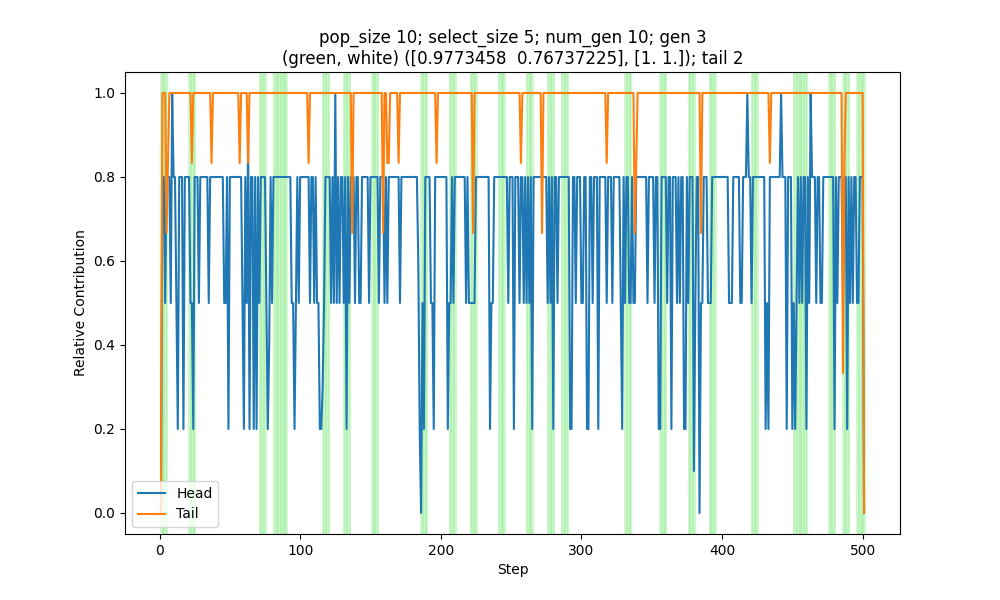 pop_size 10; select_size 5; num_gen 10; gen 3
(green, white) ([0.9773458  0.76737225], [1. 1.]); tail 2
1.0
0.8
0.6
0.4
0.2
0.0
Relative Contribution
Head
Tail
0
100
200
300
400
500
Step